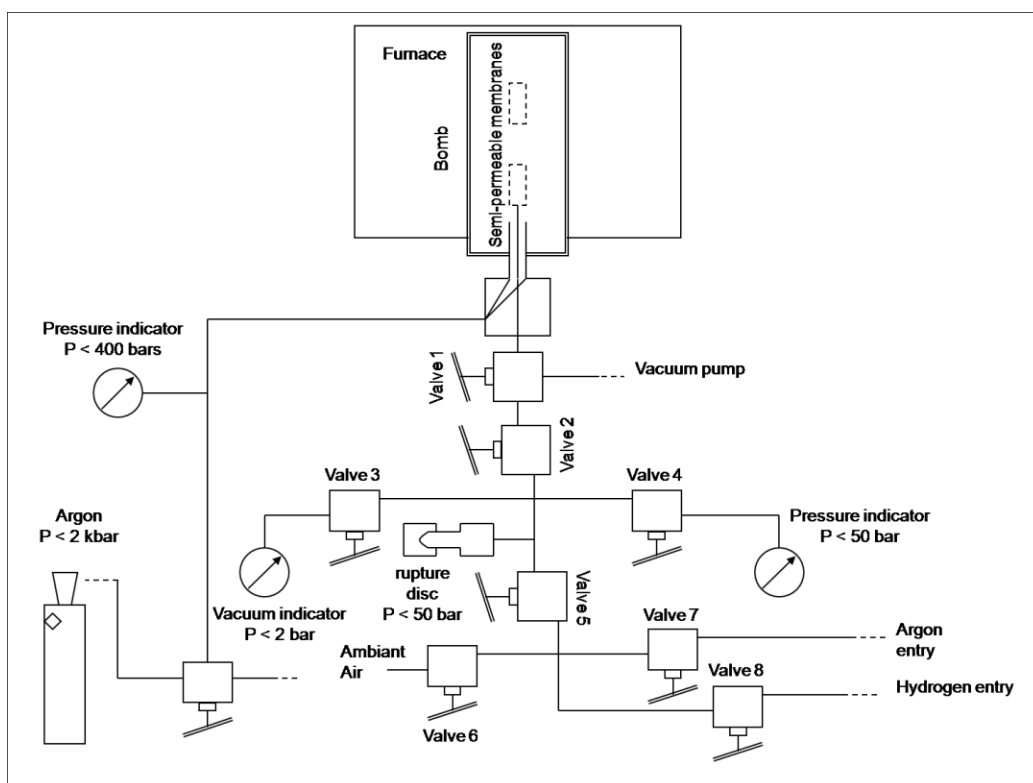 Furnace
Bomb
Semi-permeable membranes
Pressure indicator
P < 400 bars
Valve 1
Vacuum pump
Valve 2
Valve 3
Valve 4
Argon
P < 2 kbar
Pressure indicator
P < 50 bar
rupture
disc
P < 50 bar
Valve 5
Vacuum indicator
P < 2 bar
Valve 7
Argon
entry
Ambiant
Air
Valve 8
Hydrogen entry
Valve 6